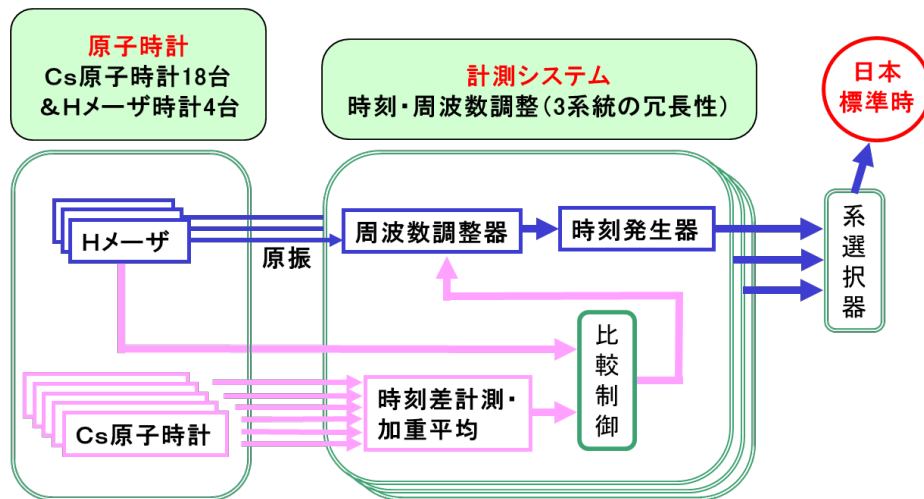 原子時計
Cs原子時計18台
&Hメーザ時計4台
計測システム
時刻・周波数調整(3系統の冗長性)
日本
標準時
Hメーザ
原振
周波数調整器
時刻発生器
系選択器
比較制御
時刻差計測・
加重平均
Cs原子時計